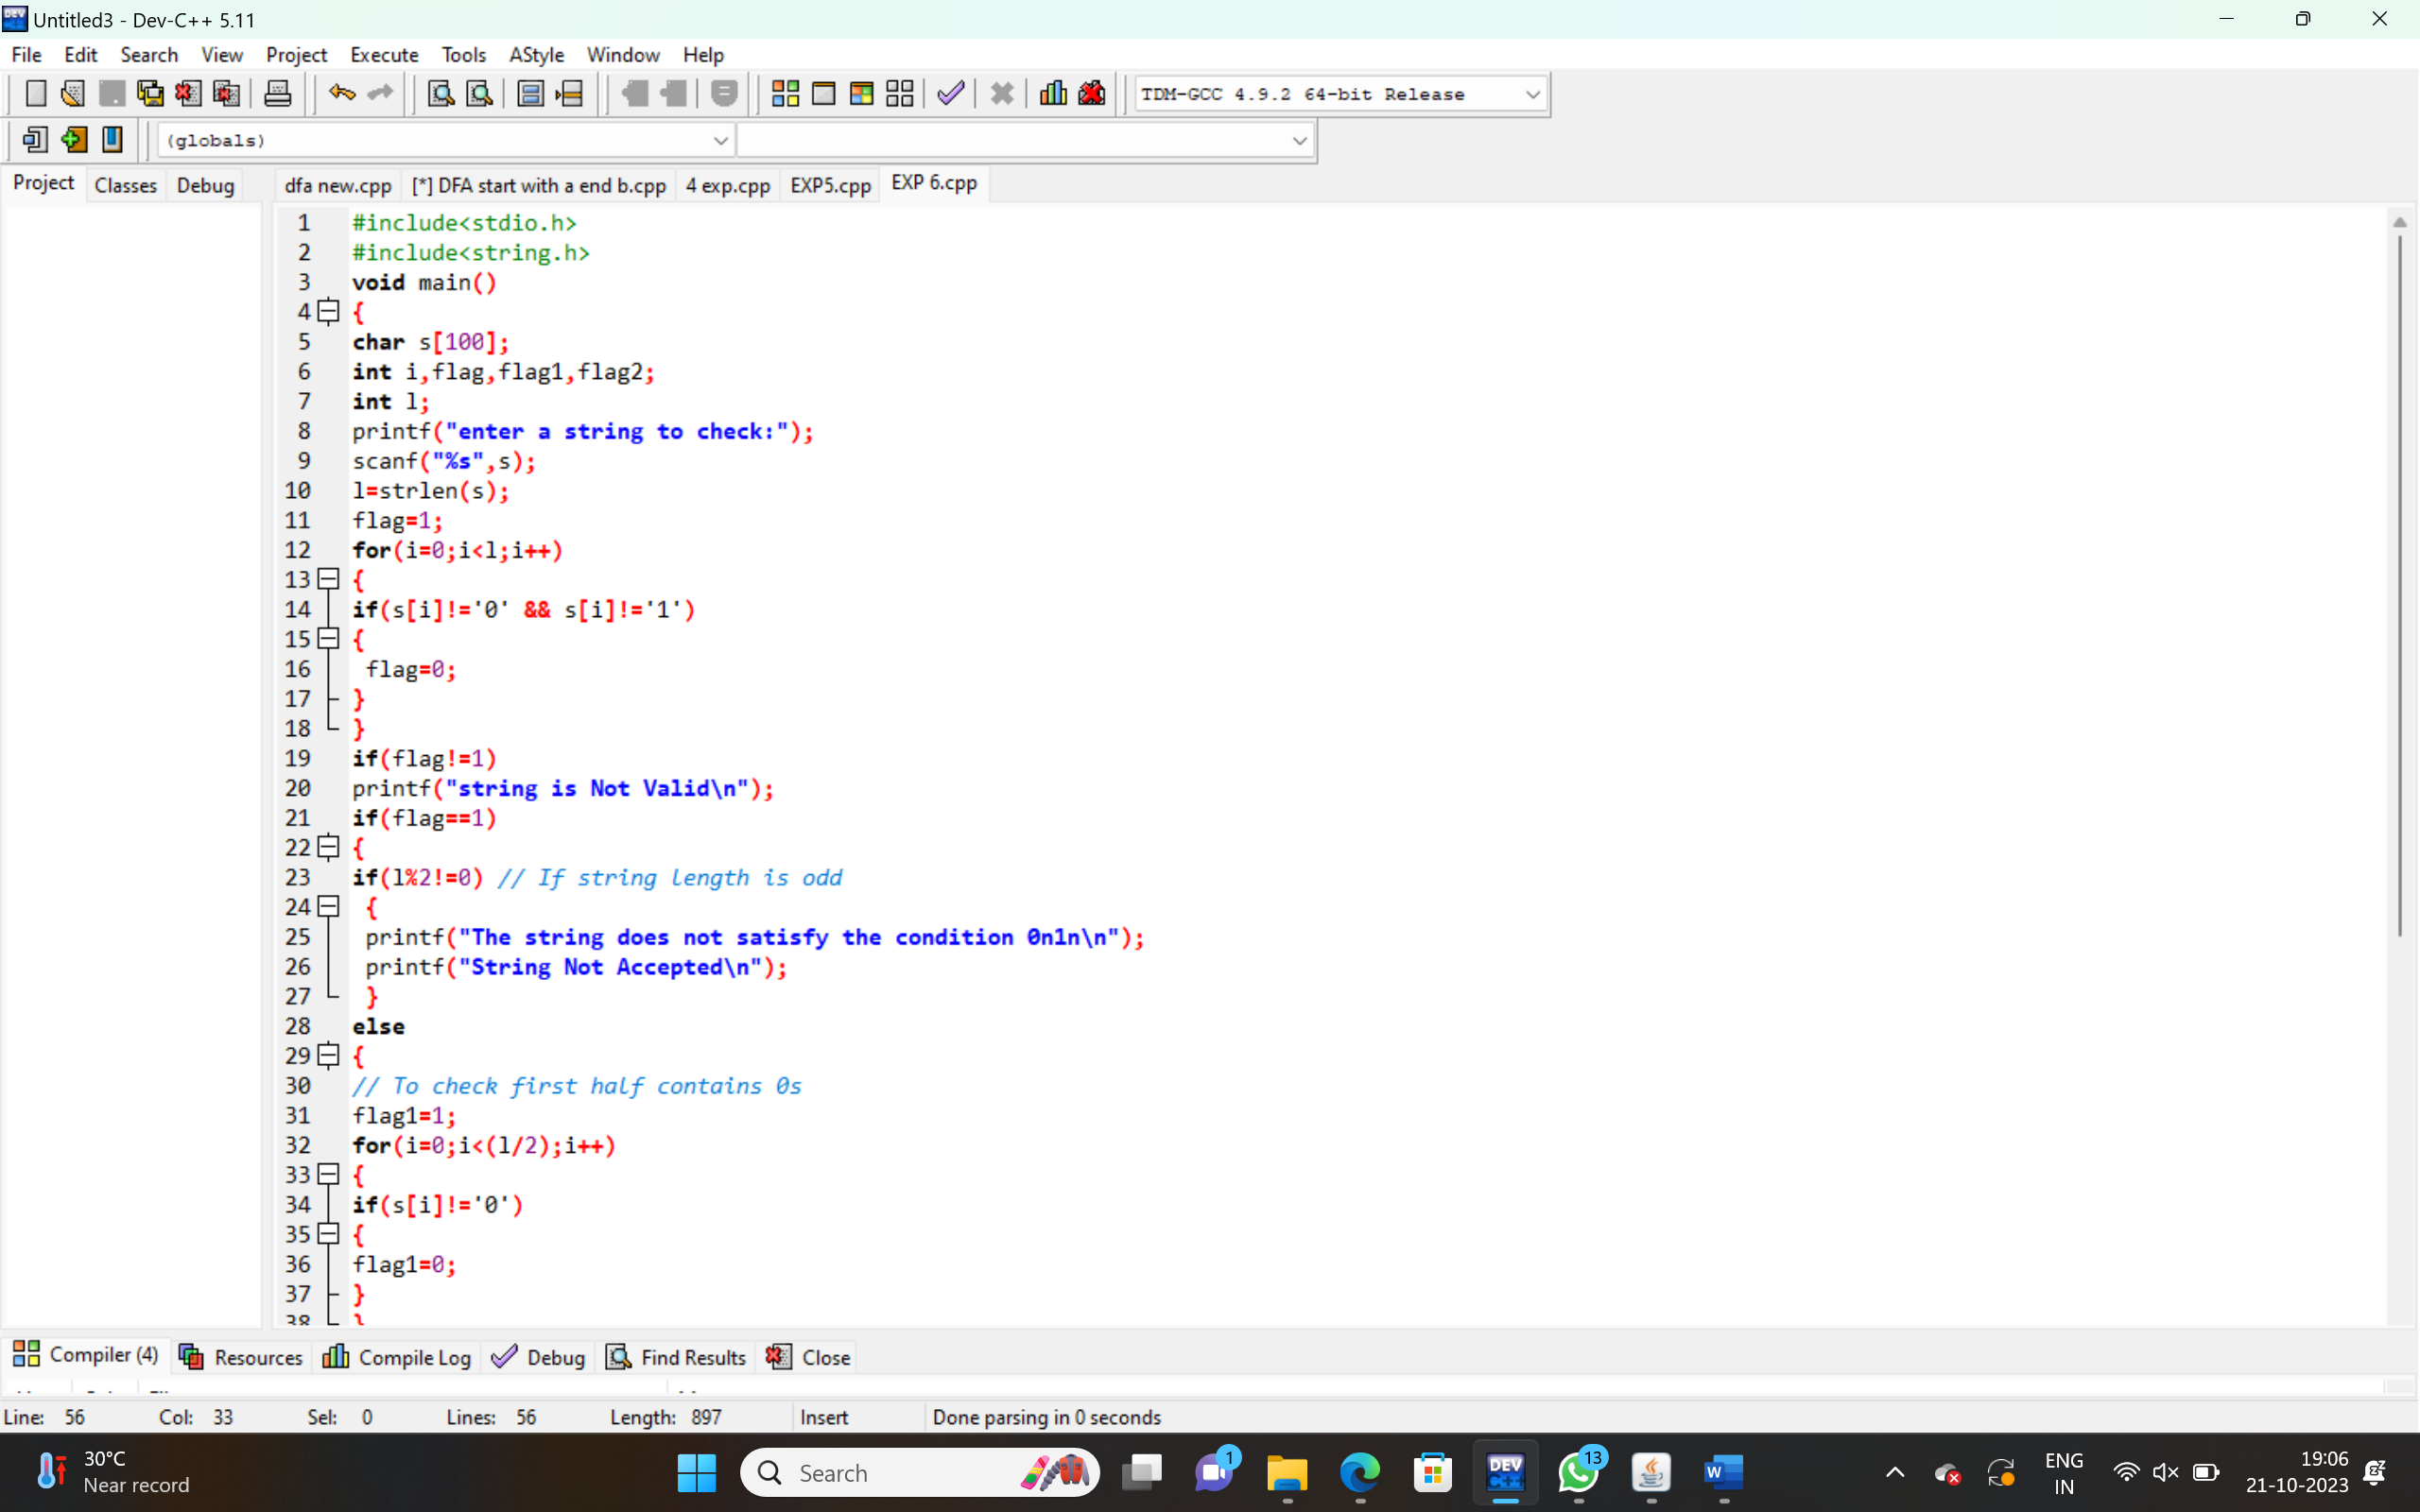 Untitled3 - Dev-C++ 5.11
File Edit Search View Project Execute Tools AStyle Window Help
TDM-GCC 4.9.2 64-bit Release
(globals)
Project Classes Debug dfa new.cpp [*] DFA start with a end b.cpp 4 exp.cpp EXP5.cpp EXP 6.cpp
1 #include<stdio.h>
2 #include<string.h>
3 void main()
4 {
5 char s[100];
6 int i,flag,flag1,flag2;
7 int l;
8 printf("enter a string to check:");
9 scanf("%s",s);
10 l=strlen(s);
11 flag=1;
12 for(i=0;i<l;i++)
13 {
14 if(s[i]!='0' && s[i]!='1')
15 {
16 flag=0;
17 }
18 }
19 if(flag!=1)
20 printf("string is Not Valid\n");
21 if(flag==1)
22 {
23 if(l%2!=0) // If string length is odd
24 {
25 printf("The string does not satisfy the condition 0n1n\n");
26 printf("String Not Accepted\n");
27 }
28 else
29 {
30 // To check first half contains 0s
31 flag1=1;
32 for(i=0;i<(l/2);i++)
33 {
34 if(s[i]!='0')
35 {
36 flag1=0;
37 }
38 }
Compiler (4) Resources Compile Log Debug Find Results Close
Line: 56 Col: 33 Sel: 0 Lines: 56 Length: 897 Insert Done parsing in 0 seconds
30°C
Near record
Search
1
DEV C++
13
W
ENG
IN
19:06
21-10-2023